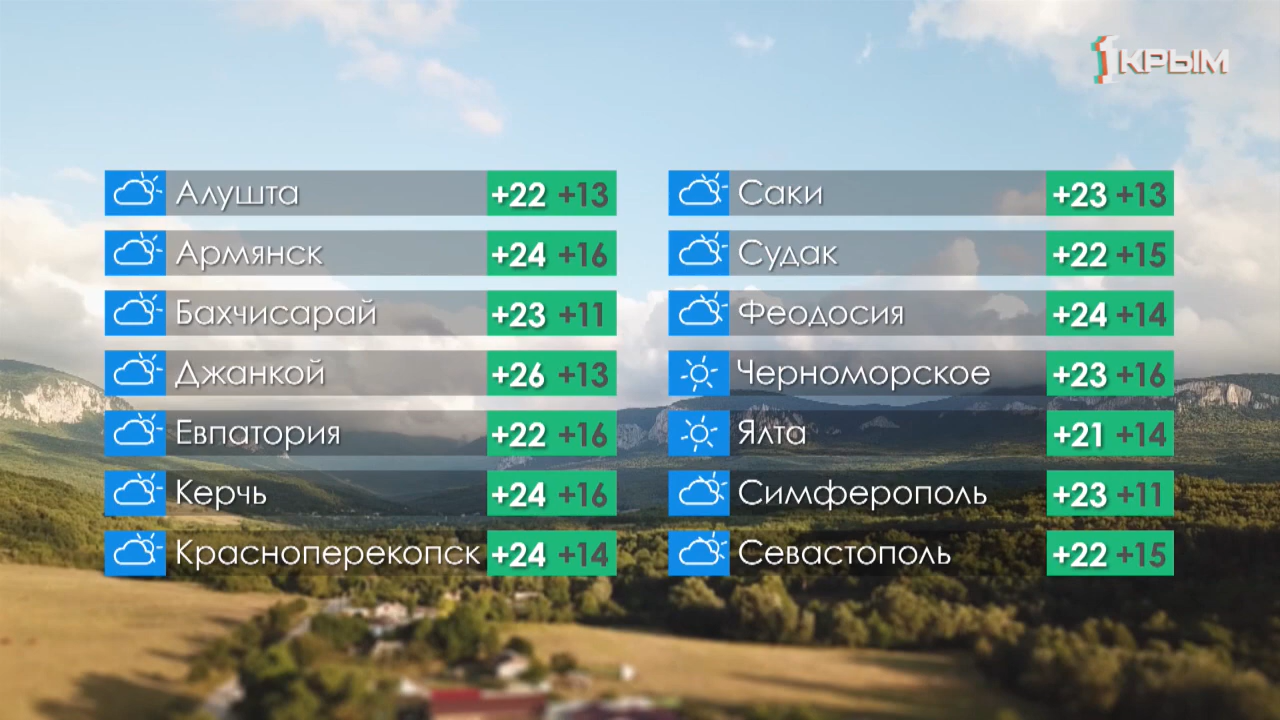 1 КРЫМ
Алушта +22 +13
Армянск +24 +16
Бахчисарай +23 +11
Джанкой +26 +13
Евпатория +22 +16
Керчь +24 +16
Красноперекопск +24 +14
Саки +23 +13
Судак +22 +15
Феодосия +24 +14
Черноморское +23 +16
Ялта +21 +14
Симферополь +23 +11
Севастополь +22 +15